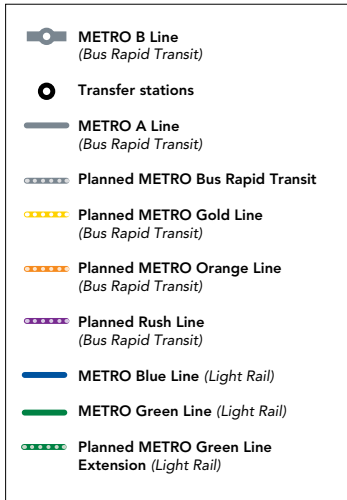 METRO B Line
(Bus Rapid Transit)
Transfer stations
METRO A Line
(Bus Rapid Transit)
Planned METRO Bus Rapid Transit
Planned METRO Gold Line
(Bus Rapid Transit)
Planned METRO Orange Line
(Bus Rapid Transit)
Planned Rush Line
(Bus Rapid Transit)
METRO Blue Line (Light Rail)
METRO Green Line (Light Rail)
Planned METRO Green Line
Extension (Light Rail)